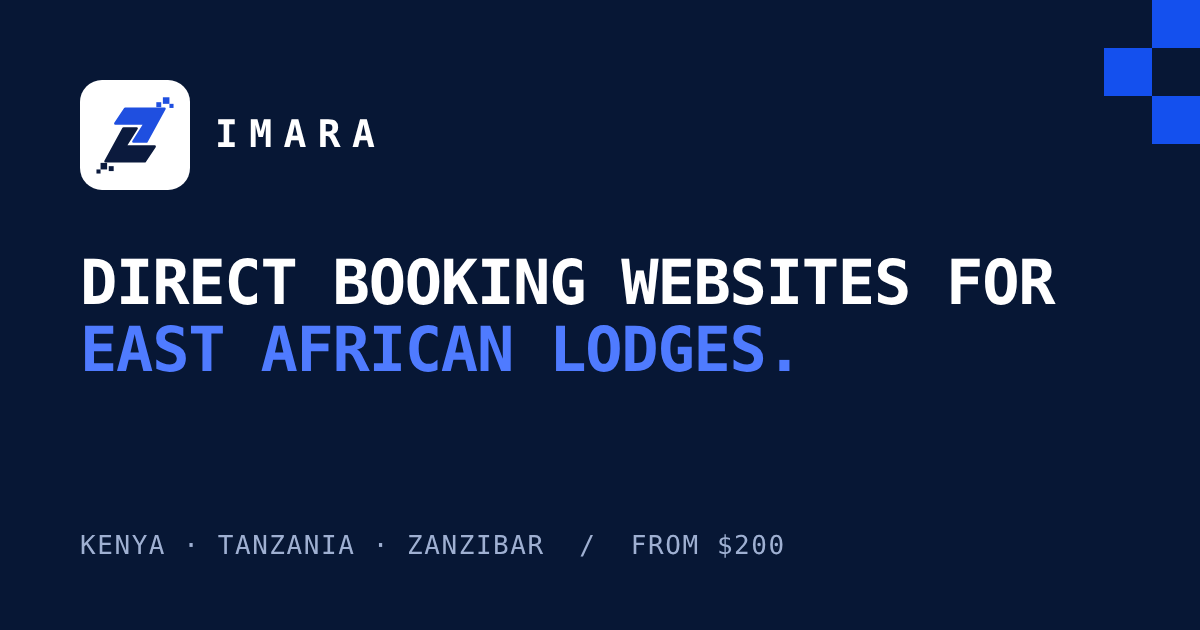 IMARA
DIRECT BOOKING WEBSITES FOR
EAST AFRICAN LODGES.
KENYA · TANZANIA · ZANZIBAR / FROM $200